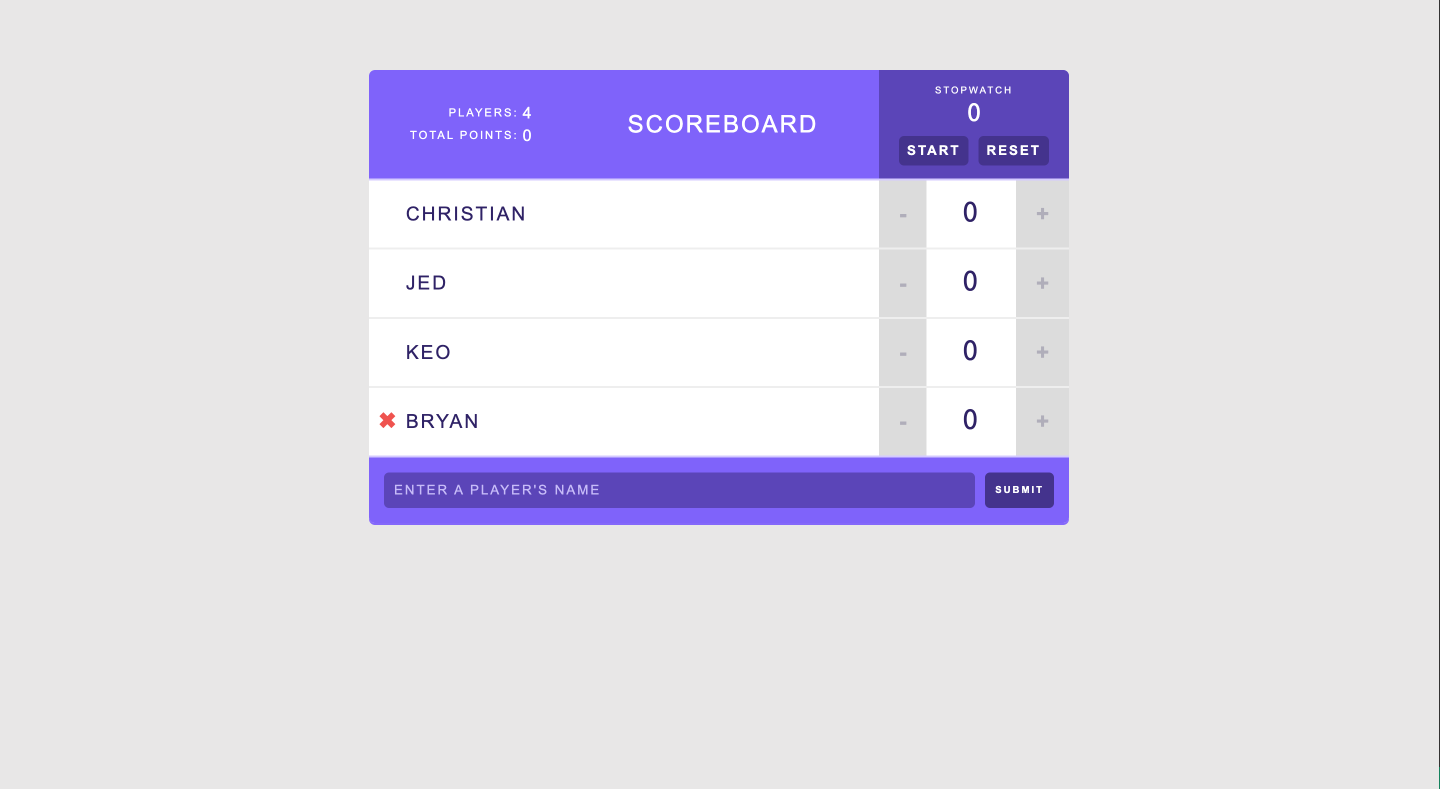 PLAYERS: 4
TOTAL POINTS: 0
SCOREBOARD
STOPWATCH
0
START RESET
CHRISTIAN - 0 +
JED - 0 +
KEO - 0 +
✖ BRYAN - 0 +
ENTER A PLAYER'S NAME SUBMIT